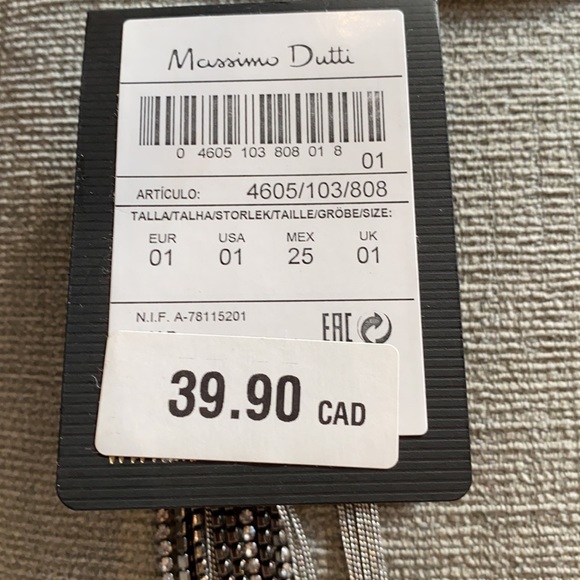 Massimo Dutti
0 4605 103 808 01 8
01
ARTÍCULO: 4605/103/808
TALLA/TALHA/STORLEK/TAILLE/GRÖBE/SIZE:
EUR USA MEX UK
01 01 25 01
N.I.F. A-78115201
EAC
39.90 CAD